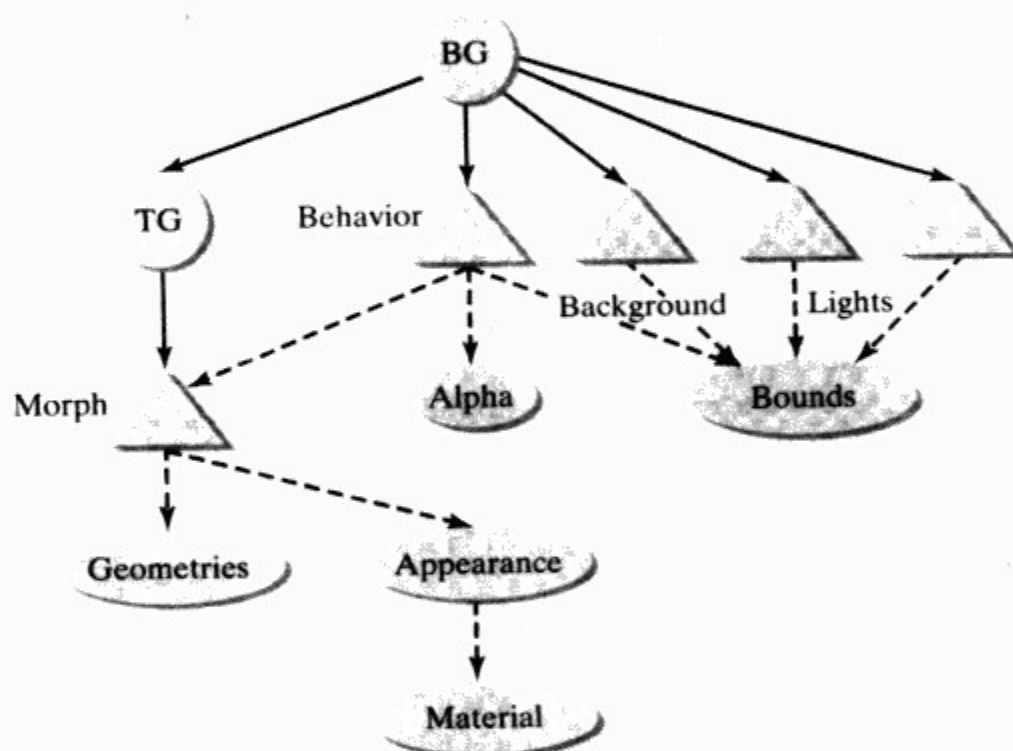 BG
TG
Behavior
Background
Lights
Morph
Alpha
Bounds
Geometries
Appearance
Material